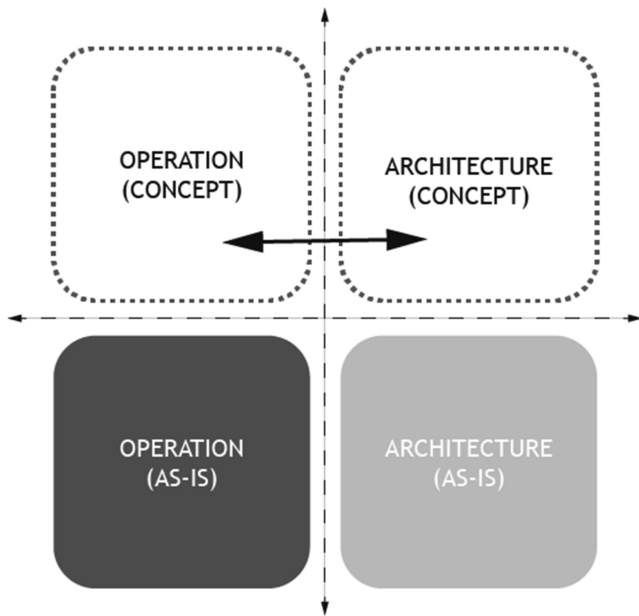 OPERATION
(CONCEPT)
ARCHITECTURE
(CONCEPT)
OPERATION
(AS-IS)
ARCHITECTURE
(AS-IS)